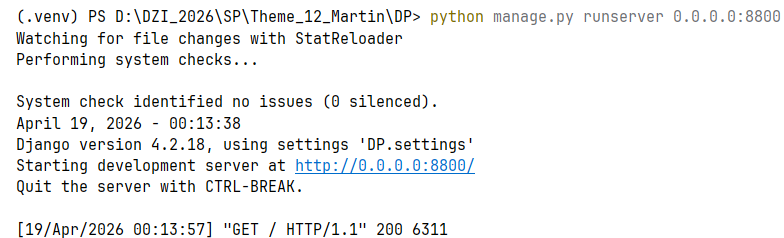 (.venv) PS D:\DZI_2026\SP\Theme_12_Martin\DP> python manage.py runserver 0.0.0.0:8800
Watching for file changes with StatReloader
Performing system checks...

System check identified no issues (0 silenced).
April 19, 2026 - 00:13:38
Django version 4.2.18, using settings 'DP.settings'
Starting development server at http://0.0.0.0:8800/
Quit the server with CTRL-BREAK.

[19/Apr/2026 00:13:57] "GET / HTTP/1.1" 200 6311